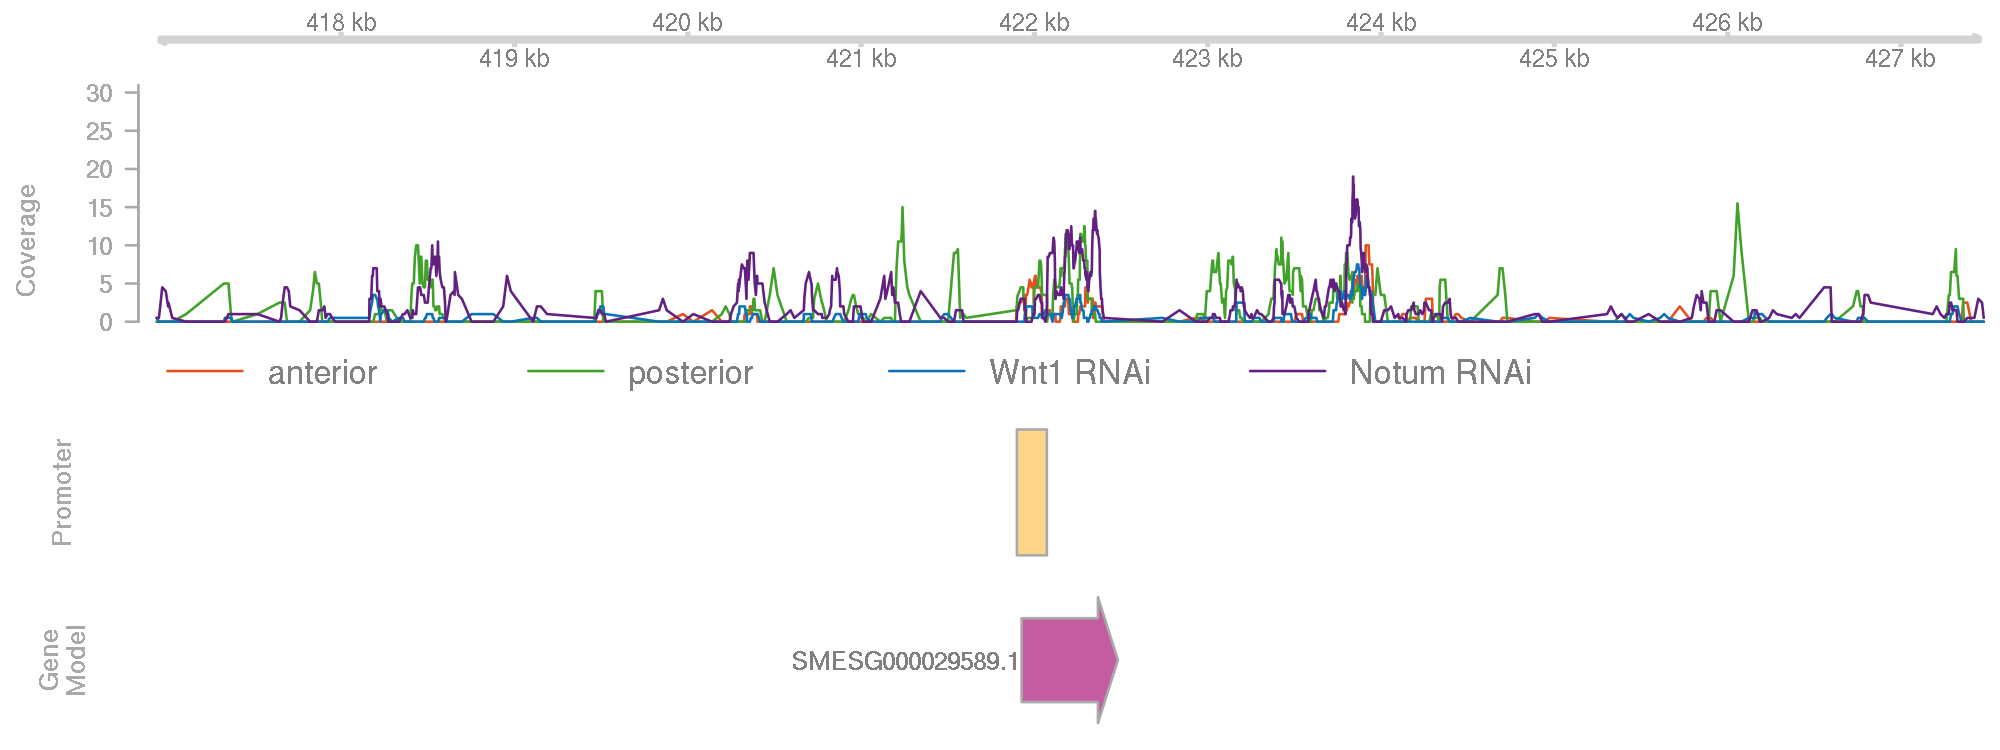 418 kb 420 kb 422 kb 424 kb 426 kb
419 kb 421 kb 423 kb 425 kb 427 kb
30
25
20
15
10
5
0
Coverage
anterior posterior Wnt1 RNAi Notum RNAi
Promoter
Gene
Model
SMESG000029589.1